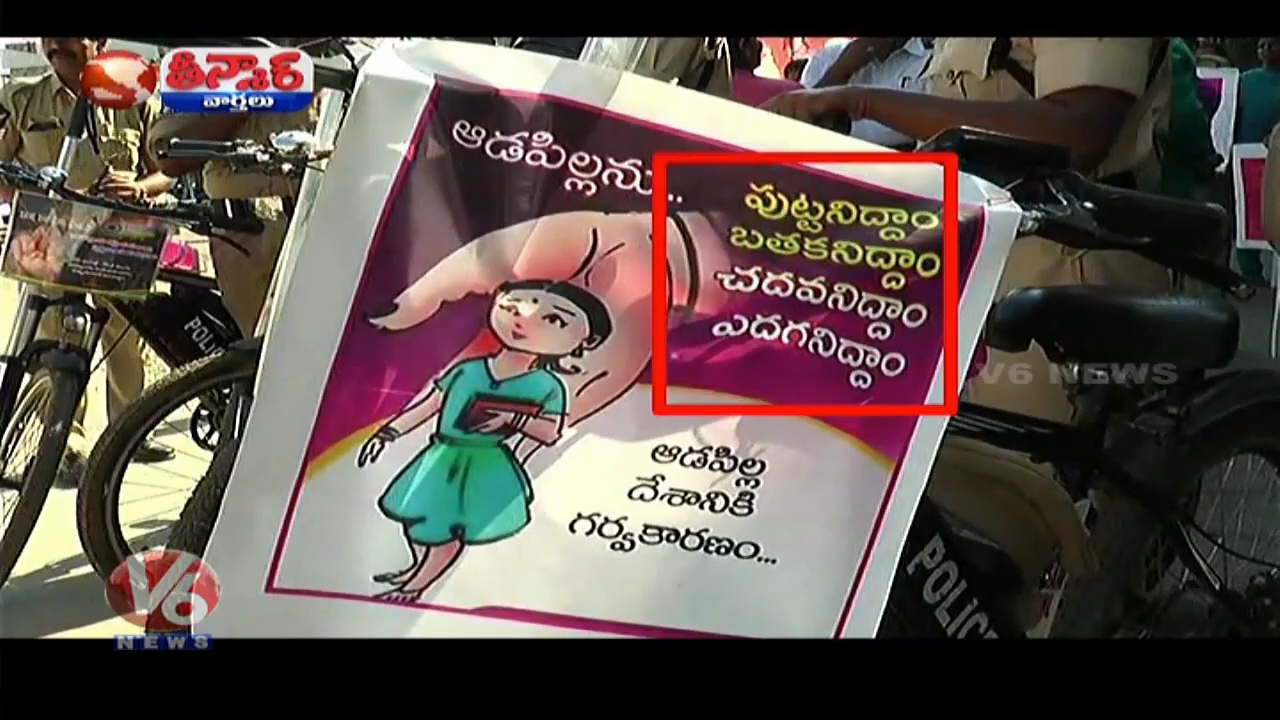 తీన్మార్
వార్తలు
ఆడపిల్లను..
పుట్టనిద్దాం
బతకనిద్దాం
చదవనిద్దాం
ఎదగనిద్దాం
ఆడపిల్ల
దేశానికి
గర్వకారణం...
POLICE
POLICE
V6 NEWS
V6
NEWS